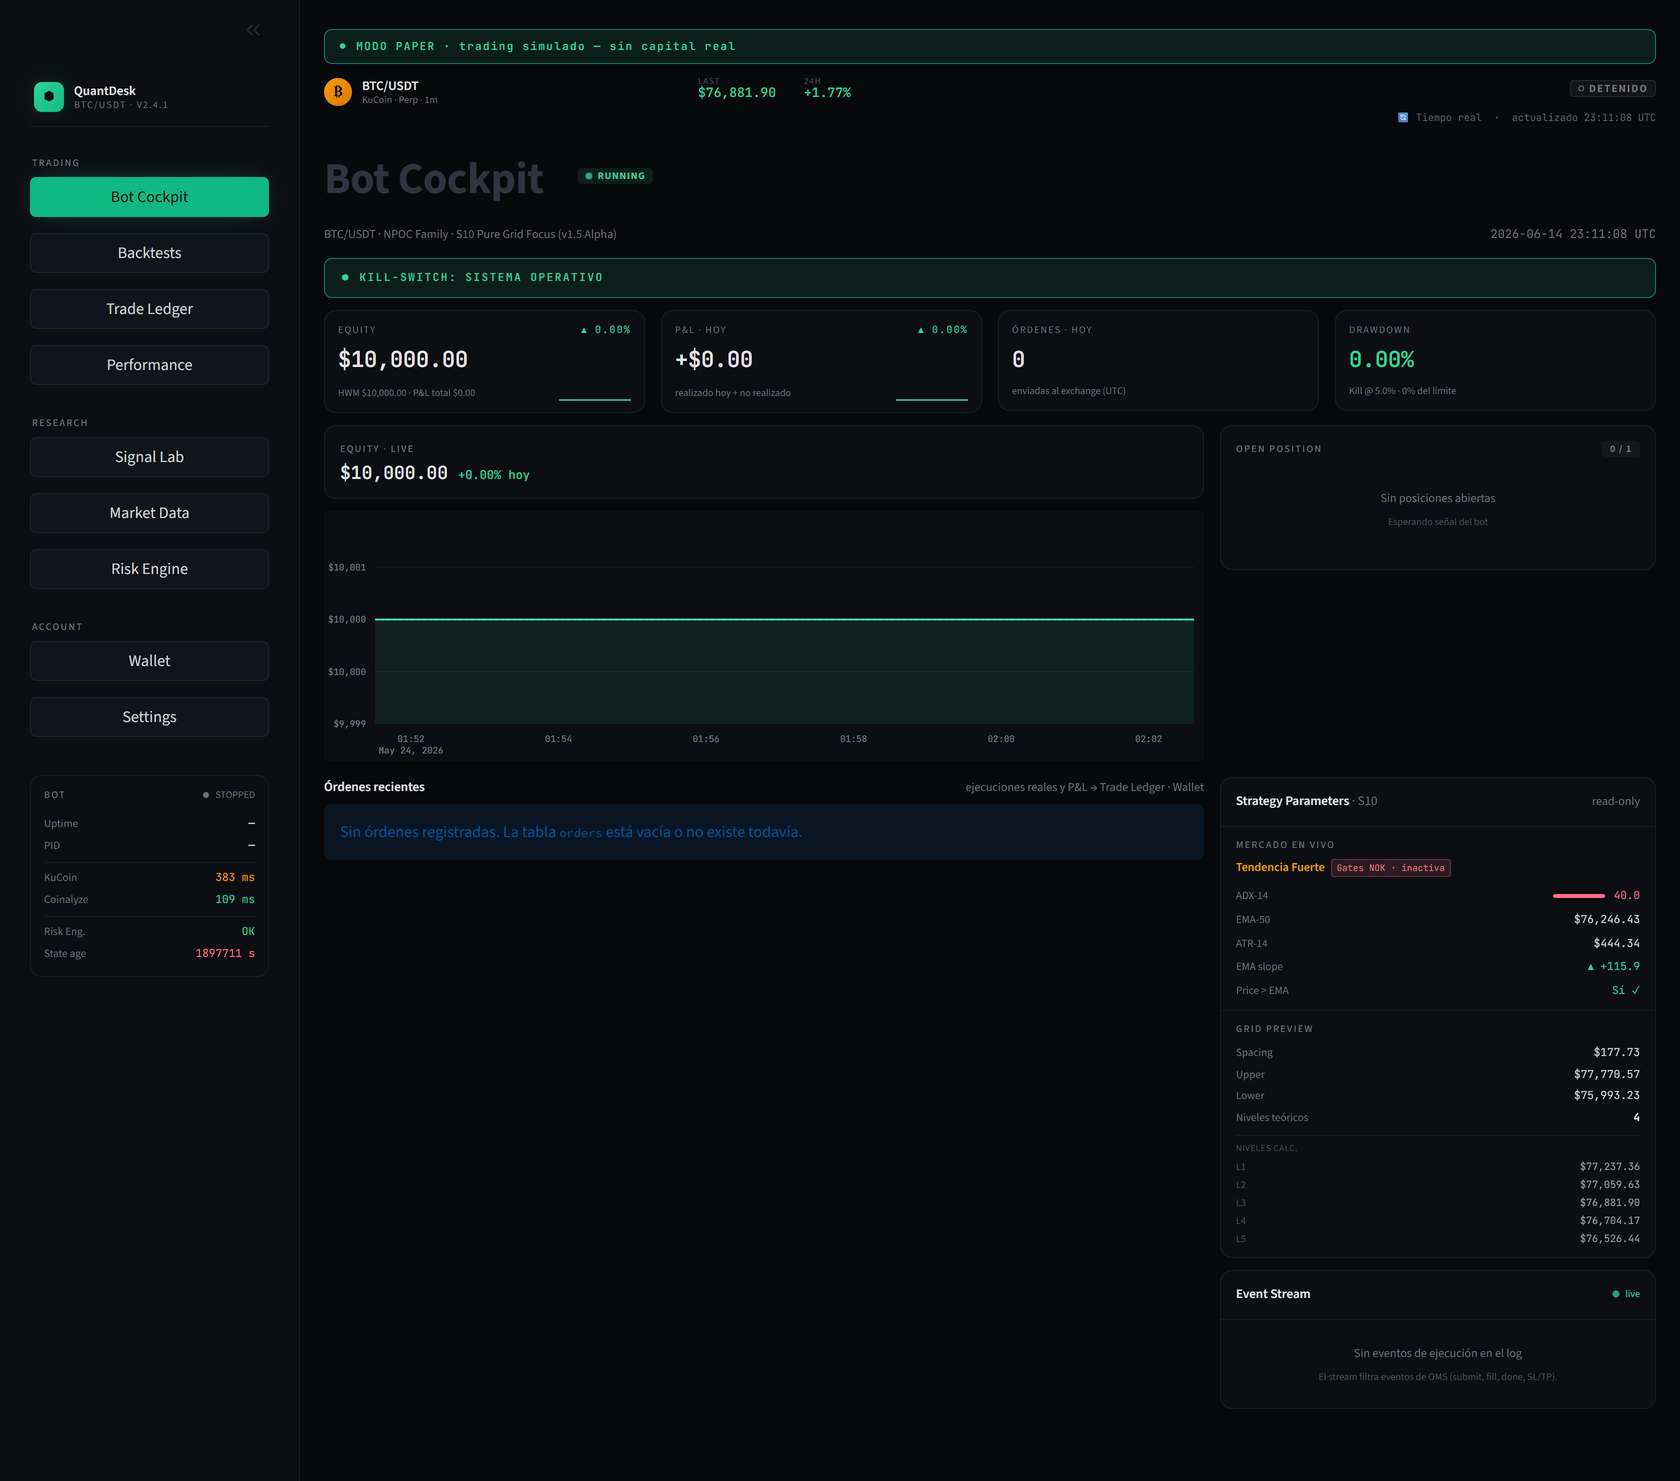 «
QuantDesk
BTC/USDT · V2.4.1
TRADING
Bot Cockpit
Backtests
Trade Ledger
Performance
RESEARCH
Signal Lab
Market Data
Risk Engine
ACCOUNT
Wallet
Settings
BOT STOPPED
Uptime —
PID —
KuCoin 383 ms
Coinalyze 109 ms
Risk Eng. OK
State age 1897711 s
MODO PAPER · trading simulado — sin capital real
BTC/USDT
KuCoin · Perp · 1m
LAST
$76,881.90
24H
+1.77%
DETENIDO
Tiempo real · actualizado 23:11:08 UTC
Bot Cockpit RUNNING
BTC/USDT · NPOC Family · S10 Pure Grid Focus (v1.5 Alpha) 2026-06-14 23:11:08 UTC
KILL-SWITCH: SISTEMA OPERATIVO
EQUITY ▲ 0.00%
$10,000.00
HWM $10,000.00 · P&L total $0.00
P&L · HOY ▲ 0.00%
+$0.00
realizado hoy + no realizado
ÓRDENES · HOY
0
enviadas al exchange (UTC)
DRAWDOWN
0.00%
Kill @ 5.0% · 0% del límite
EQUITY · LIVE
$10,000.00 +0.00% hoy
$10,001
$10,000
$10,000
$9,999
01:52 01:54 01:56 01:58 02:00 02:02
May 24, 2026
OPEN POSITION 0 / 1
Sin posiciones abiertas
Esperando señal del bot
Órdenes recientes ejecuciones reales y P&L → Trade Ledger · Wallet
Sin órdenes registradas. La tabla orders está vacía o no existe todavía.
Strategy Parameters · S10 read-only
MERCADO EN VIVO
Tendencia Fuerte Gates NOK · inactiva
ADX-14 40.0
EMA-50 $76,246.43
ATR-14 $444.34
EMA slope ▲ +115.9
Price > EMA Sí ✓
GRID PREVIEW
Spacing $177.73
Upper $77,770.57
Lower $75,993.23
Niveles teóricos 4
NIVELES CALC.
L1 $77,237.36
L2 $77,059.63
L3 $76,881.90
L4 $76,704.17
L5 $76,526.44
Event Stream live
Sin eventos de ejecución en el log
El stream filtra eventos de OMS (submit, fill, done, SL/TP).